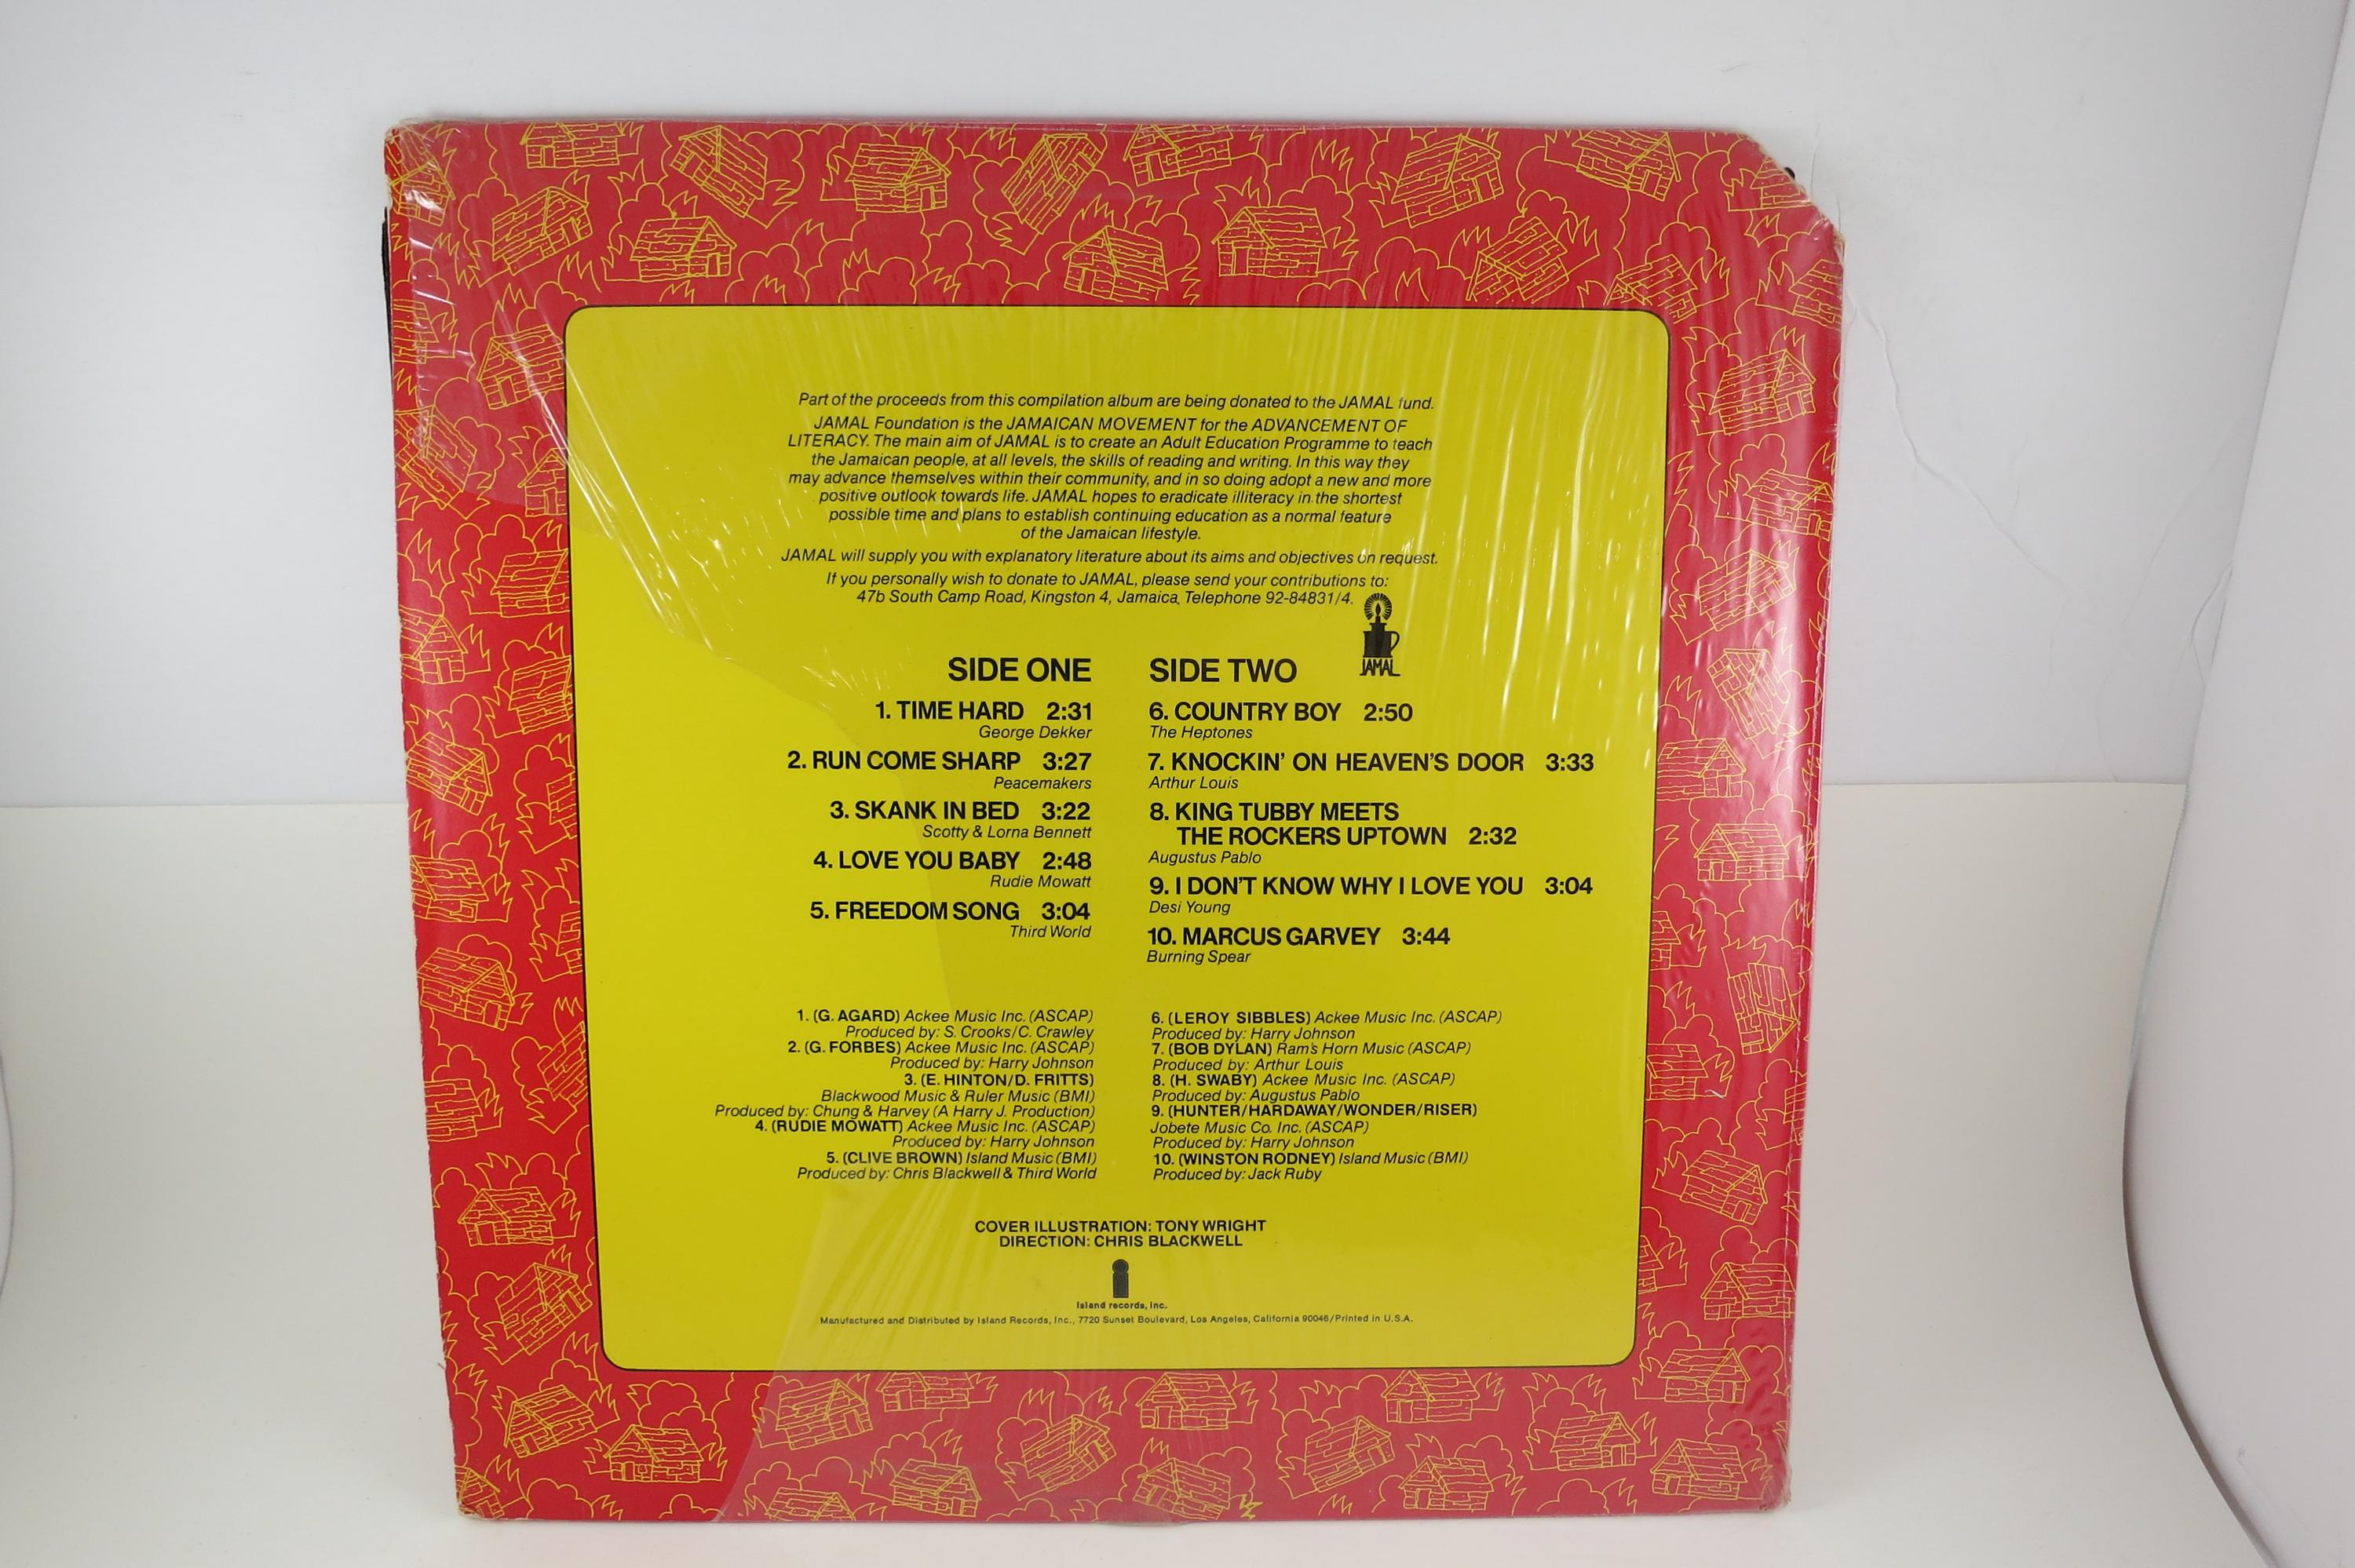 Part of the proceeds from this compilation album are being donated to the JAMAL fund.
JAMAL Foundation is the JAMAICAN MOVEMENT for the ADVANCEMENT OF
LITERACY. The main aim of JAMAL is to create an Adult Education Programme to teach
the Jamaican people, at all levels, the skills of reading and writing. In this way they
may advance themselves within their community, and in so doing adopt a new and more
positive outlook towards life. JAMAL hopes to eradicate illiteracy in the shortest
possible time and plans to establish continuing education as a normal feature
of the Jamaican lifestyle.
JAMAL will supply you with explanatory literature about its aims and objectives on request.
If you personally wish to donate to JAMAL, please send your contributions to:
47b South Camp Road, Kingston 4, Jamaica, Telephone 92-84831/4.
JAMAL
SIDE ONE
1. TIME HARD 2:31
George Dekker
2. RUN COME SHARP 3:27
Peacemakers
3. SKANK IN BED 3:22
Scotty & Lorna Bennett
4. LOVE YOU BABY 2:48
Rudie Mowatt
5. FREEDOM SONG 3:04
Third World
SIDE TWO
6. COUNTRY BOY 2:50
The Heptones
7. KNOCKIN' ON HEAVEN'S DOOR 3:33
Arthur Louis
8. KING TUBBY MEETS
THE ROCKERS UPTOWN 2:32
Augustus Pablo
9. I DON'T KNOW WHY I LOVE YOU 3:04
Desi Young
10. MARCUS GARVEY 3:44
Burning Spear
1. (G. AGARD) Ackee Music Inc. (ASCAP)
Produced by: S. Crooks/C. Crawley
2. (G. FORBES) Ackee Music Inc. (ASCAP)
Produced by: Harry Johnson
3. (E. HINTON/D. FRITTS)
Blackwood Music & Ruler Music (BMI)
Produced by: Chung & Harvey (A Harry J. Production)
4. (RUDIE MOWATT) Ackee Music Inc. (ASCAP)
Produced by: Harry Johnson
5. (CLIVE BROWN) Island Music (BMI)
Produced by: Chris Blackwell & Third World
6. (LEROY SIBBLES) Ackee Music Inc. (ASCAP)
Produced by: Harry Johnson
7. (BOB DYLAN) Ram's Horn Music (ASCAP)
Produced by: Arthur Louis
8. (H. SWABY) Ackee Music Inc. (ASCAP)
Produced by: Augustus Pablo
9. (HUNTER/HARDAWAY/WONDER/RISER)
Jobete Music Co. Inc. (ASCAP)
Produced by: Harry Johnson
10. (WINSTON RODNEY) Island Music (BMI)
Produced by: Jack Ruby
COVER ILLUSTRATION: TONY WRIGHT
DIRECTION: CHRIS BLACKWELL
Island records, inc.
Manufactured and Distributed by Island Records, Inc., 7720 Sunset Boulevard, Los Angeles, California 90046/Printed in U.S.A.